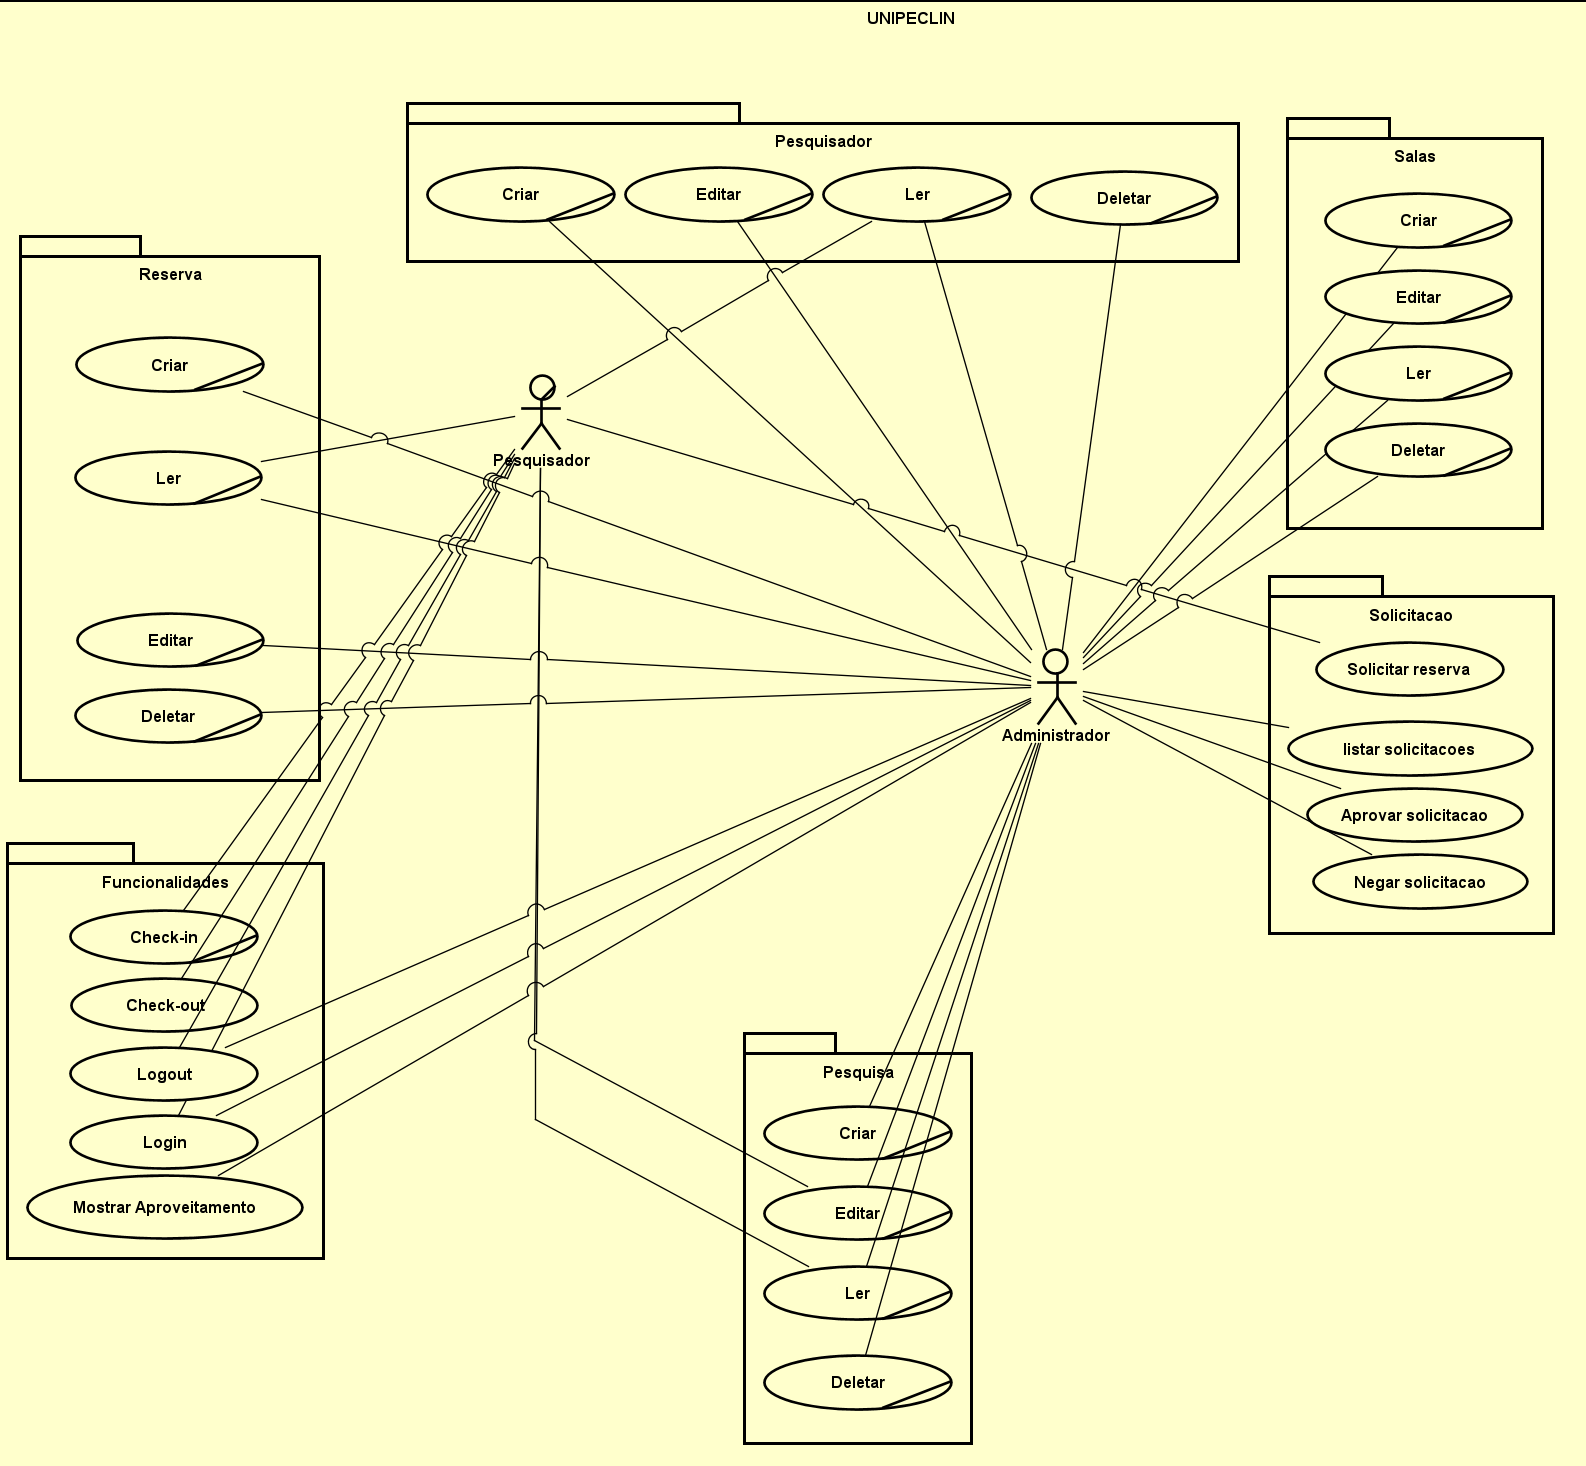 UNIPECLIN
Pesquisador
Criar
Editar
Ler
Deletar
Salas
Criar
Editar
Ler
Deletar
Reserva
Criar
Ler
Editar
Deletar
Pesquisador
Administrador
Solicitacao
Solicitar reserva
listar solicitacoes
Aprovar solicitacao
Negar solicitacao
Funcionalidades
Check-in
Check-out
Logout
Login
Mostrar Aproveitamento
Pesquisa
Criar
Editar
Ler
Deletar